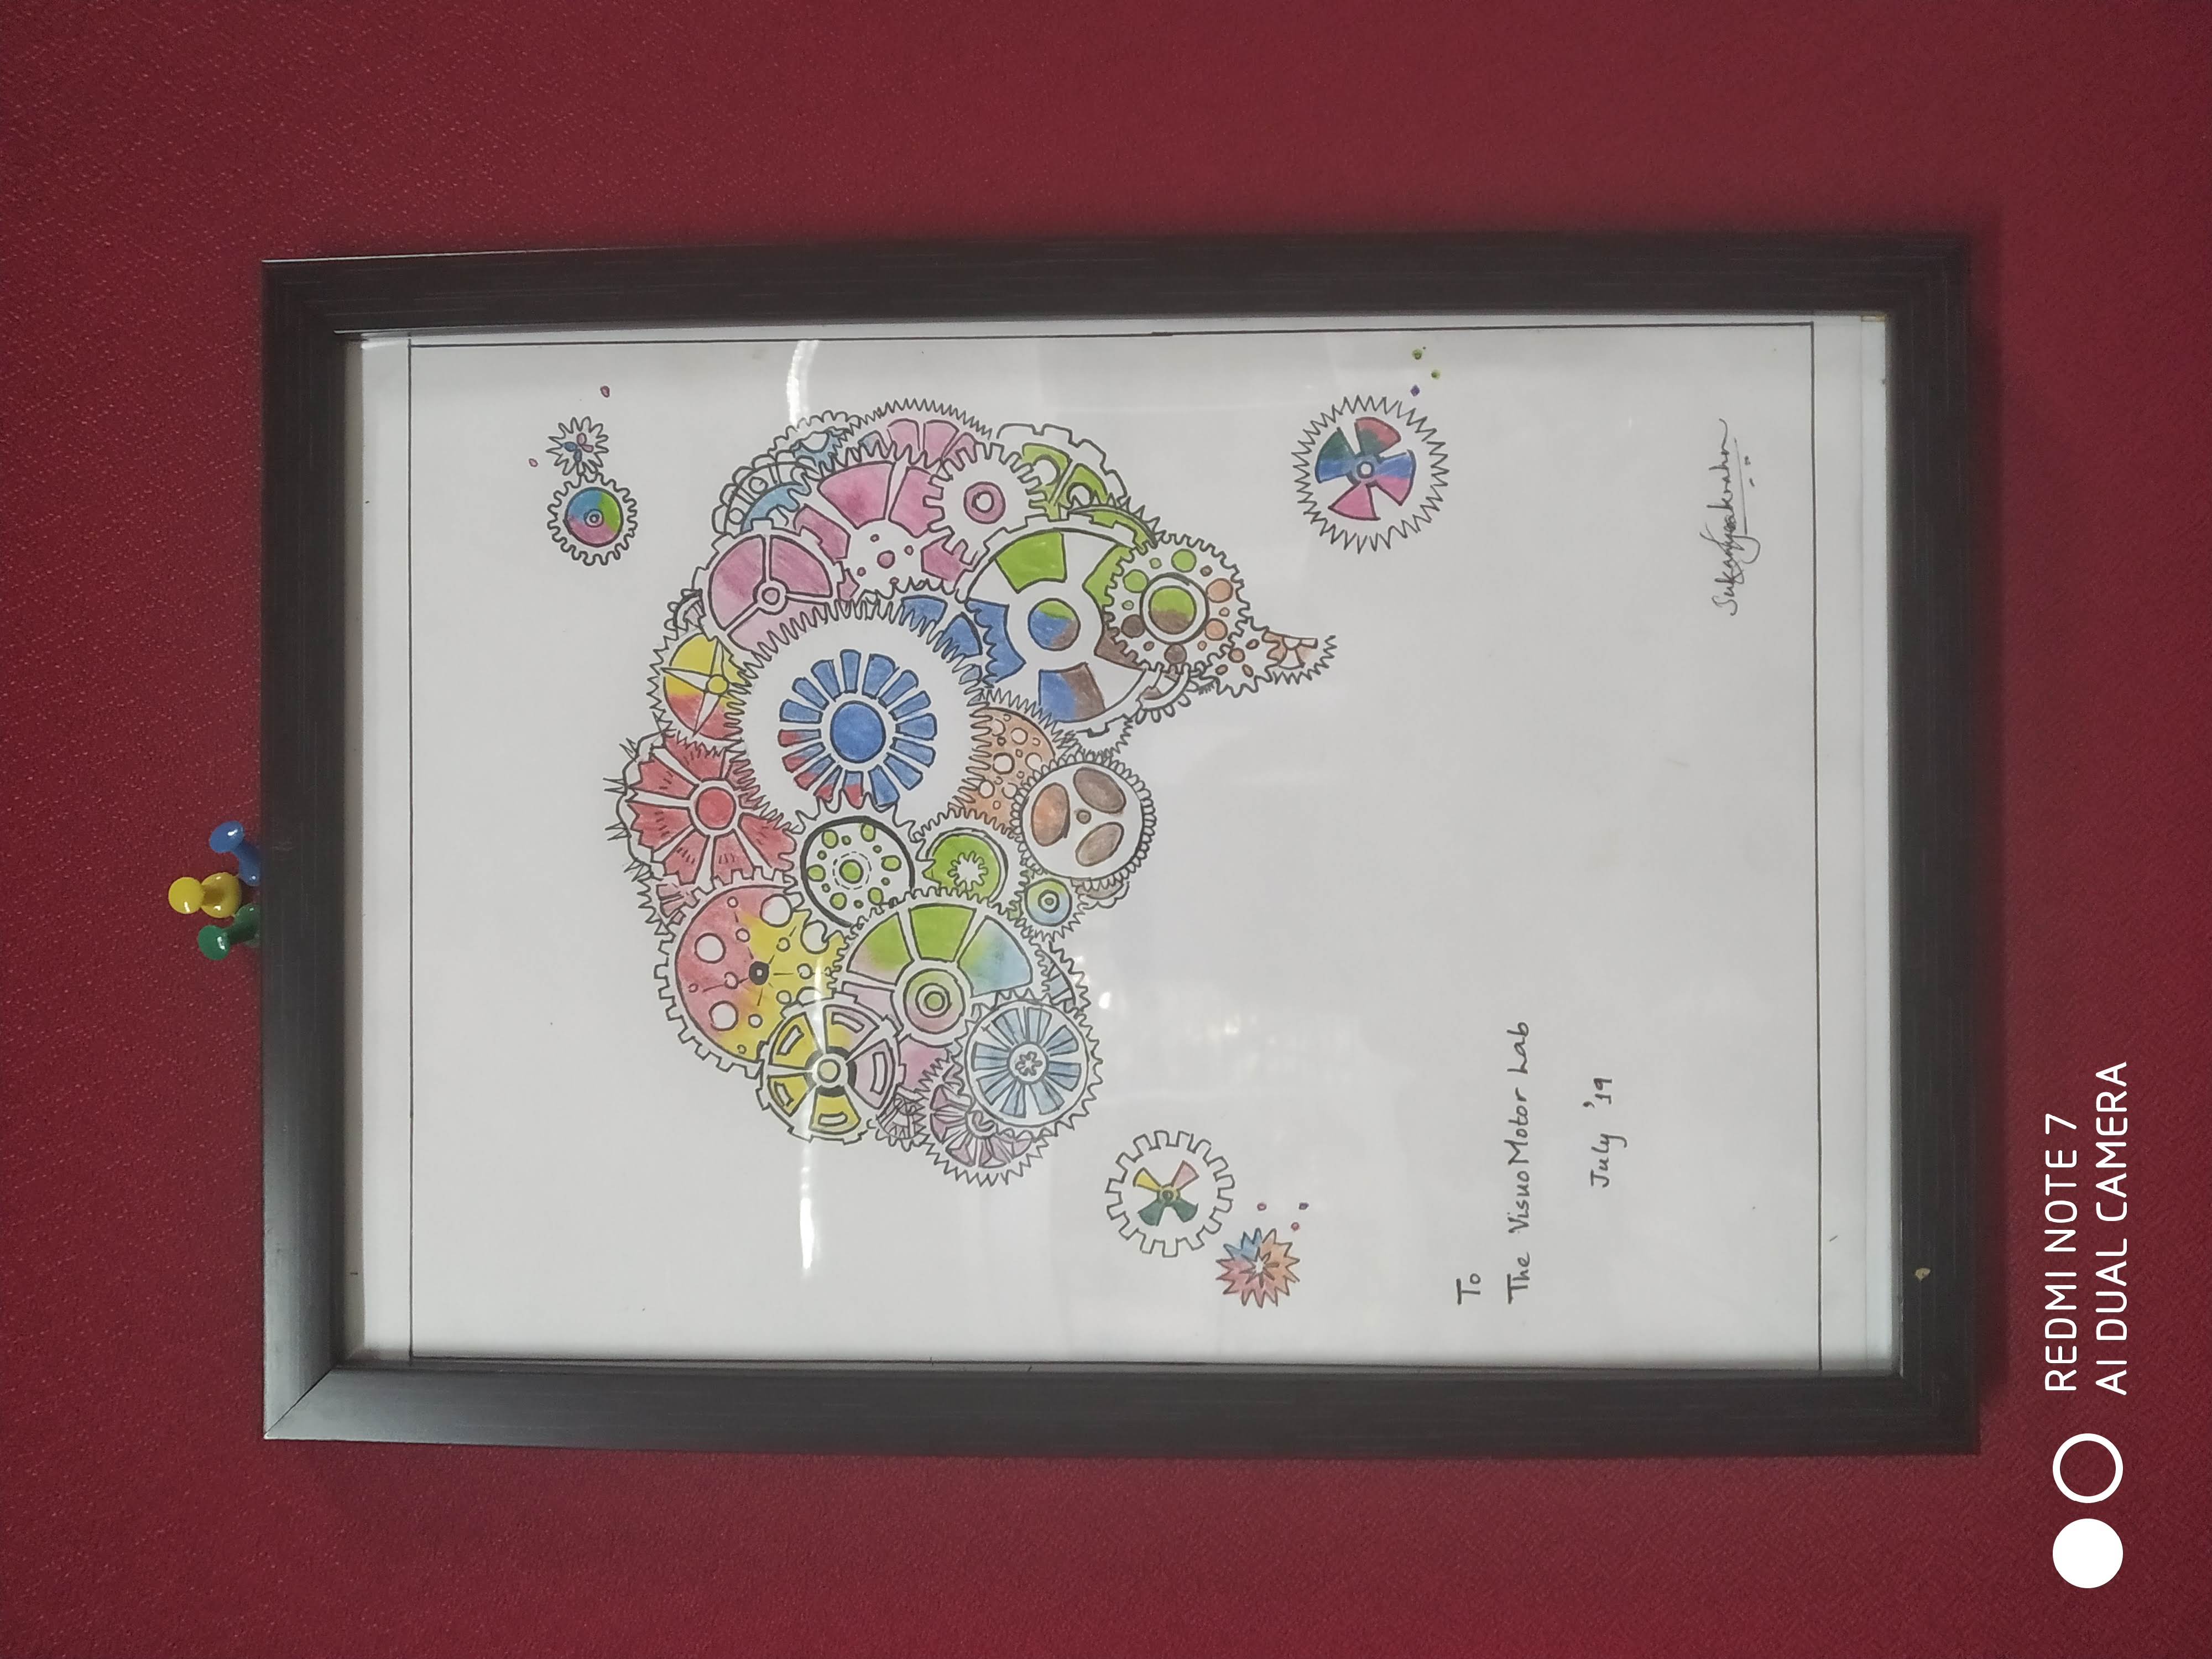 To
The VisuoMotor Lab
July '19
REDMI NOTE 7
AI DUAL CAMERA